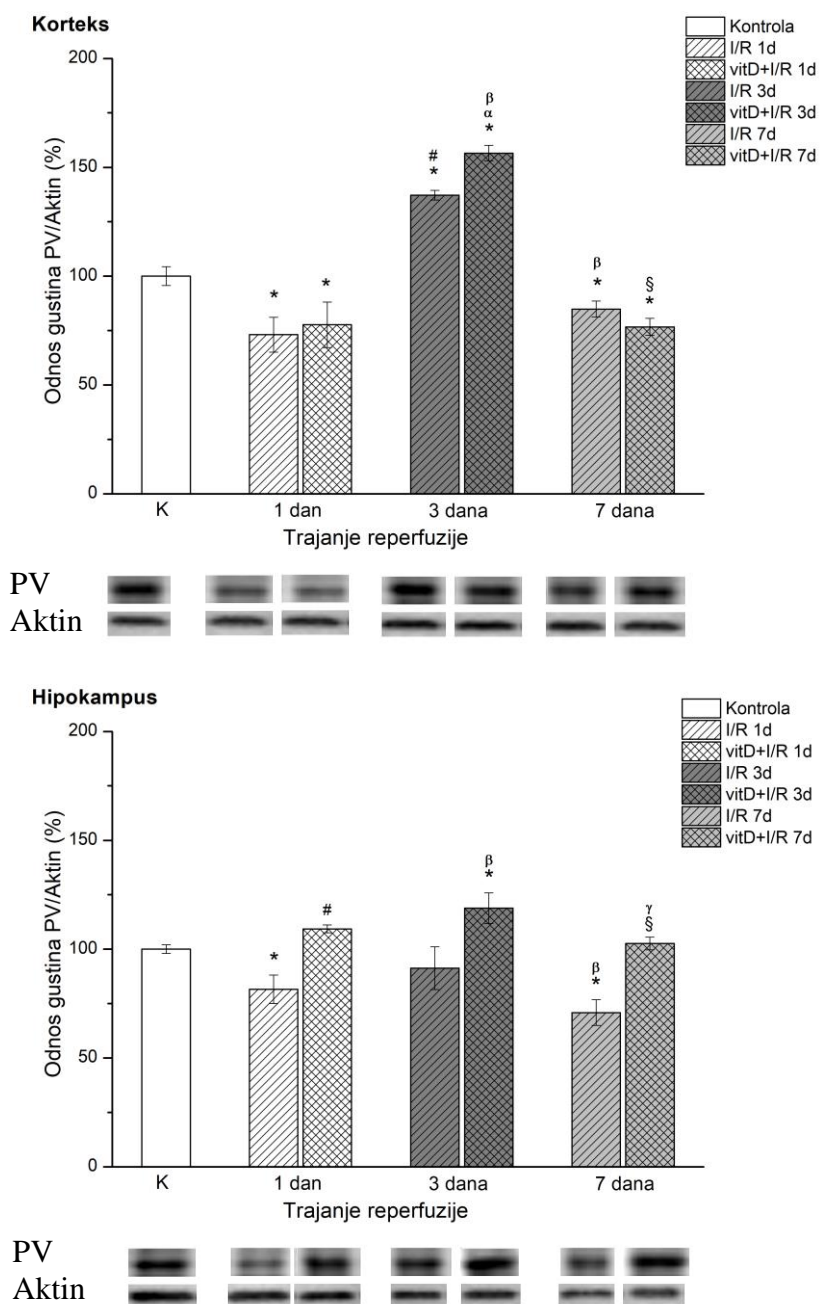 Korteks
Kontrola
I/R 1d
vitD+I/R 1d
I/R 3d
vitD+I/R 3d
I/R 7d
vitD+I/R 7d
Odnos gustina PV/Aktin (%)
200
150
100
50
0
*
*
#
*
β
α
*
β
*
§
*
K 1 dan 3 dana 7 dana
Trajanje reperfuzije
PV
Aktin
Hipokampus
Kontrola
I/R 1d
vitD+I/R 1d
I/R 3d
vitD+I/R 3d
I/R 7d
vitD+I/R 7d
Odnos gustina PV/Aktin (%)
200
150
100
50
0
*
#
β
*
β
*
γ
§
K 1 dan 3 dana 7 dana
Trajanje reperfuzije
PV
Aktin